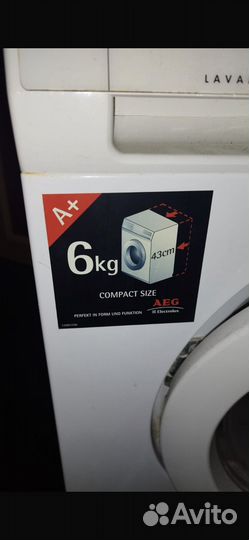 LAVA
A+
6kg
43cm
COMPACT SIZE
PERFEKT IN FORM UND FUNKTION
AEG
Electrolux
Avito